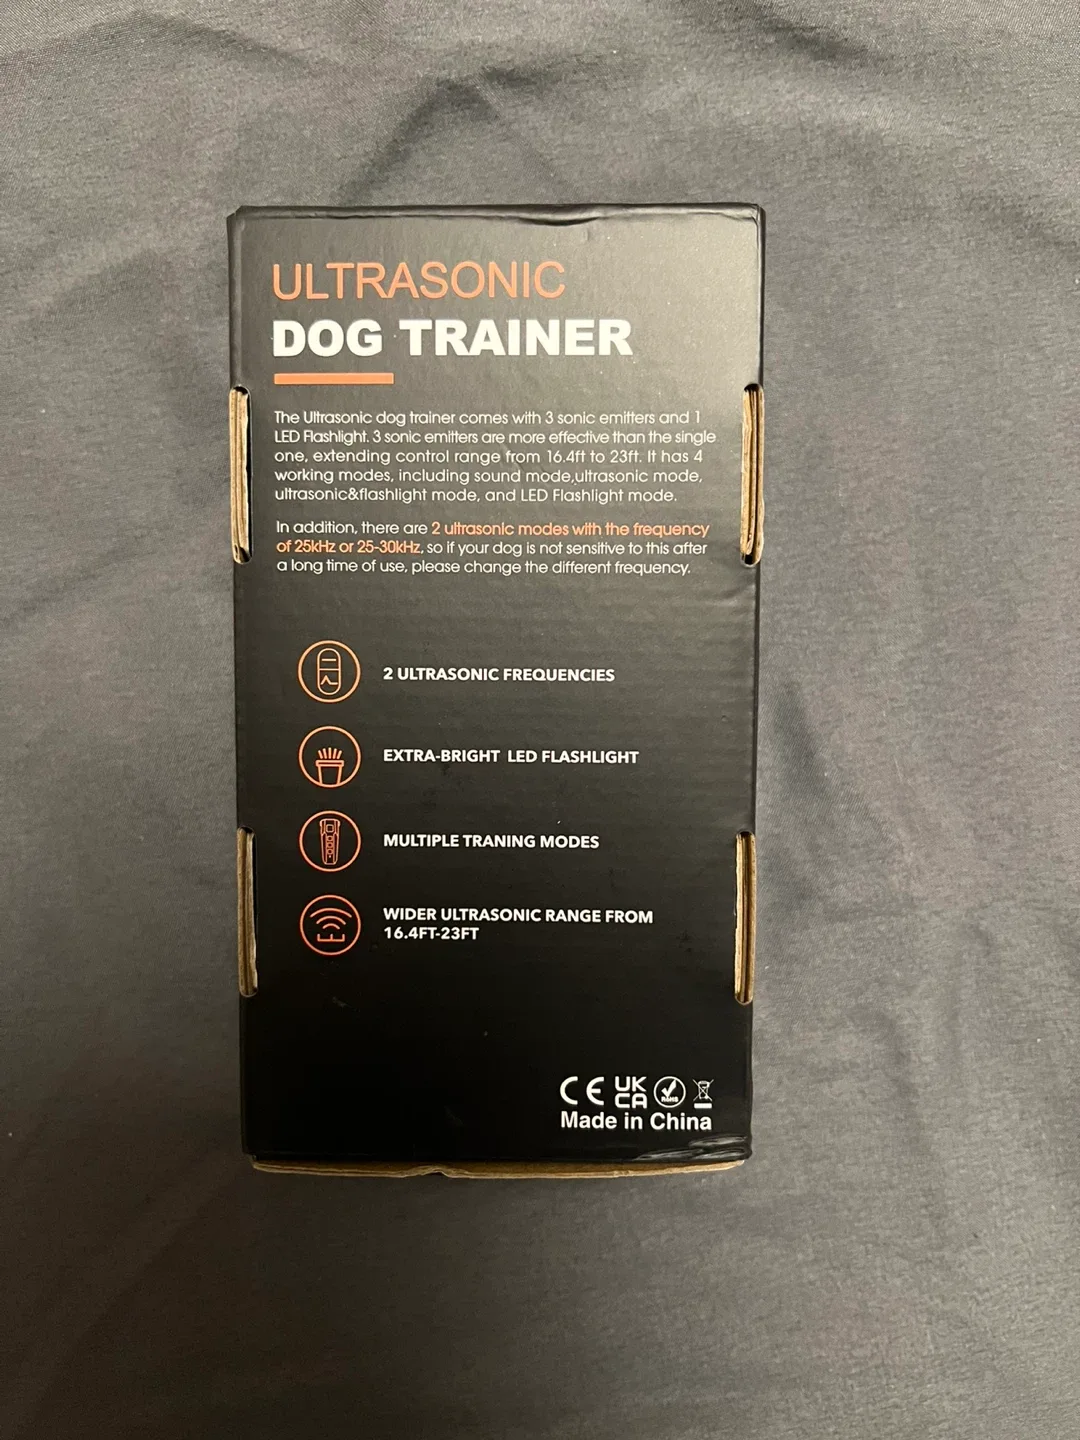 ULTRASONIC
DOG TRAINER
The Ultrasonic dog trainer comes with 3 sonic emitters and 1
LED Flashlight. 3 sonic emitters are more effective than the single
one, extending control range from 16.4ft to 23ft. It has 4
working modes, including sound mode,ultrasonic mode,
ultrasonic&flashlight mode, and LED Flashlight mode.
In addition, there are 2 ultrasonic modes with the frequency
of 25kHz or 25-30kHz, so if your dog is not sensitive to this after
a long time of use, please change the different frequency.
2 ULTRASONIC FREQUENCIES
EXTRA-BRIGHT LED FLASHLIGHT
MULTIPLE TRANING MODES
WIDER ULTRASONIC RANGE FROM
16.4FT-23FT
CE UK CA RoHS
Made in China